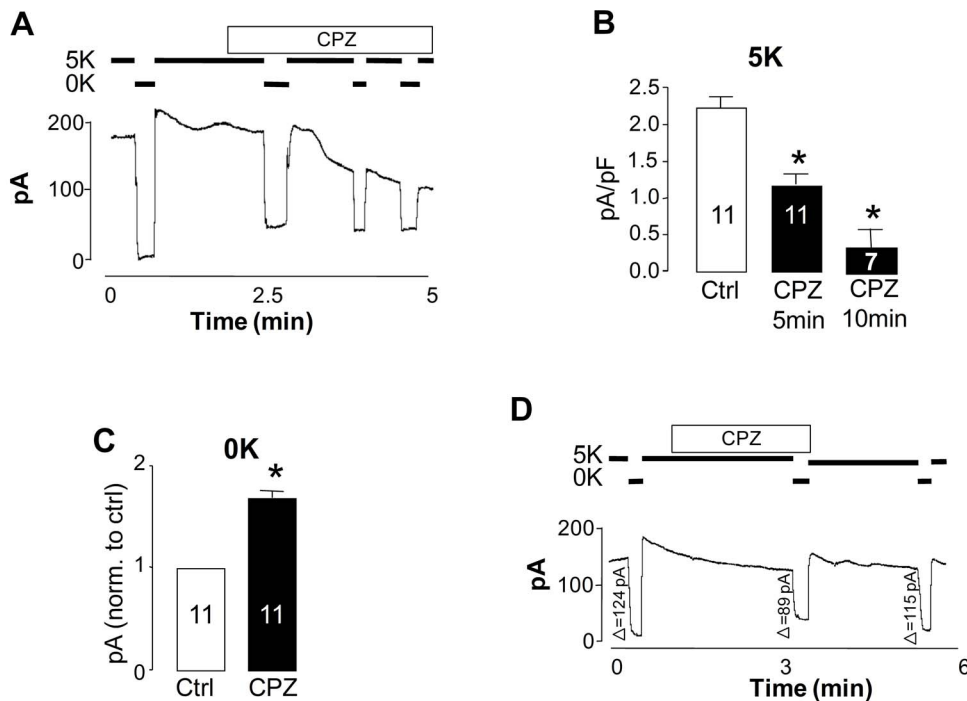 A
CPZ
5K
0K
200
100
0
pA
0
2.5
5
Time (min)
B
5K
2.5
2.0
1.5
1.0
0.5
0.0
pA/pF
11
*
11
*
7
Ctrl
CPZ
5min
CPZ
10min
C
0K
2
1
0
pA (norm. to ctrl)
11
*
11
Ctrl
CPZ
D
CPZ
5K
0K
200
100
0
pA
△=124 pA
△=89 pA
△=115 pA
0
3
6
Time (min)